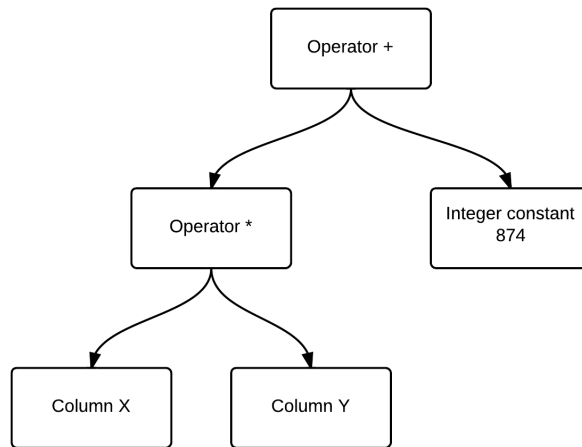 Operator +
Operator *
Integer constant
874
Column X
Column Y